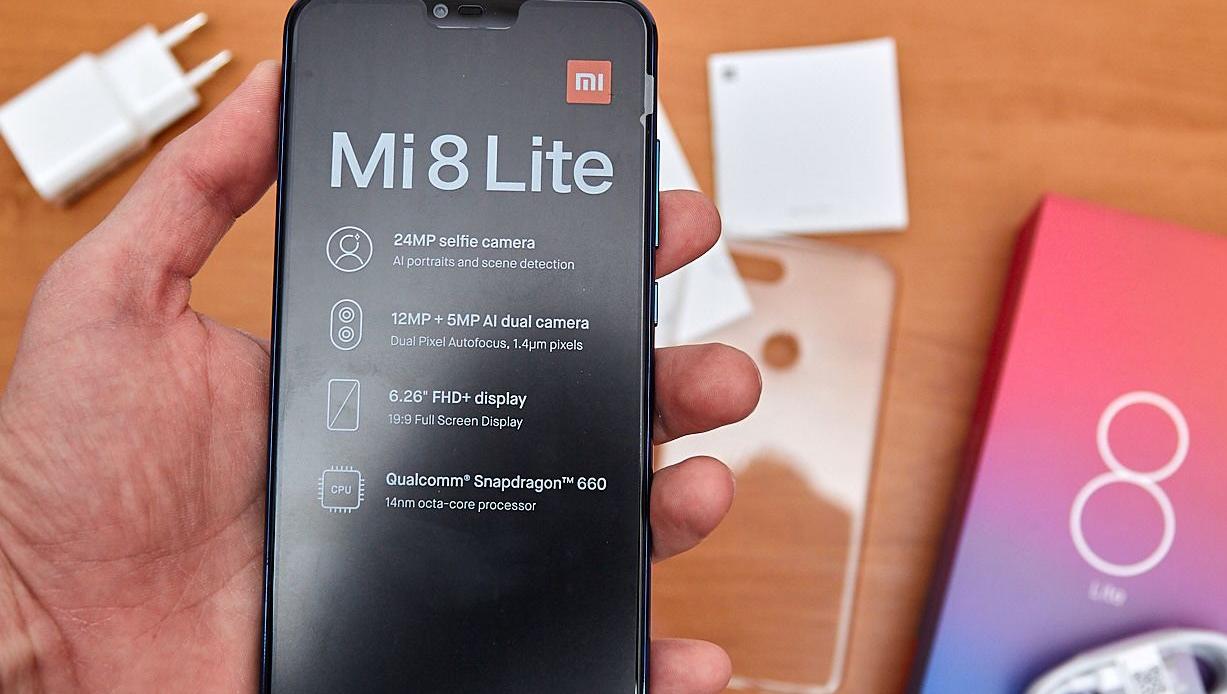 mi
Mi 8 Lite
24MP selfie camera
AI portraits and scene detection
12MP + 5MP AI dual camera
Dual Pixel Autofocus, 1.4μm pixels
6.26" FHD+ display
19:9 Full Screen Display
CPU
Qualcomm® Snapdragon™ 660
14nm octa-core processor
8
Lite